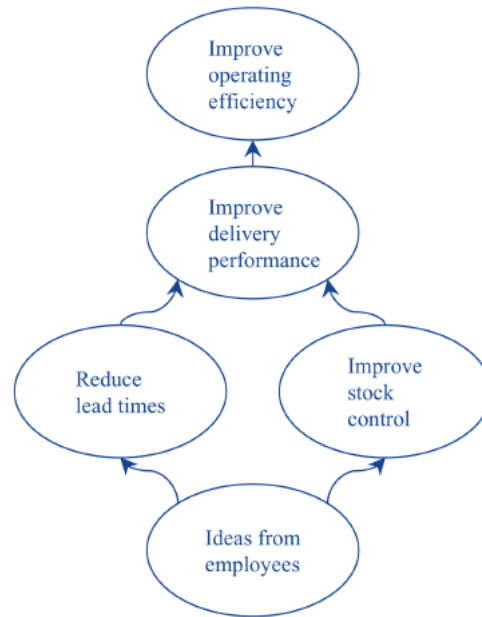 Improve
operating
efficiency
Improve
delivery
performance
Reduce
lead times
Improve
stock
control
Ideas from
employees